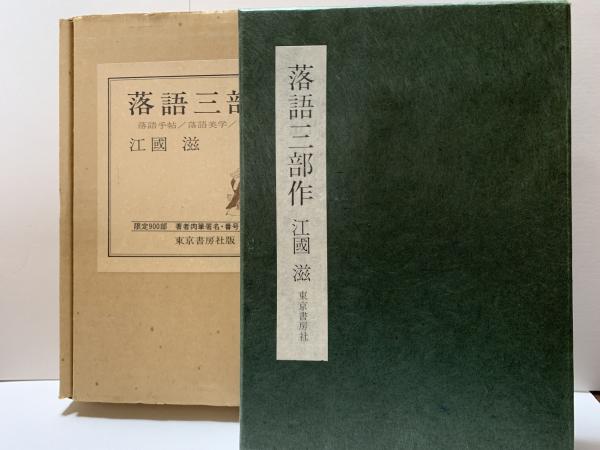 落語三部
落語手帖/落語美学/
江國 滋
限定900部 著者肉筆署名・番号
東京書房社版
落語三部作 江國 滋 東京書房社